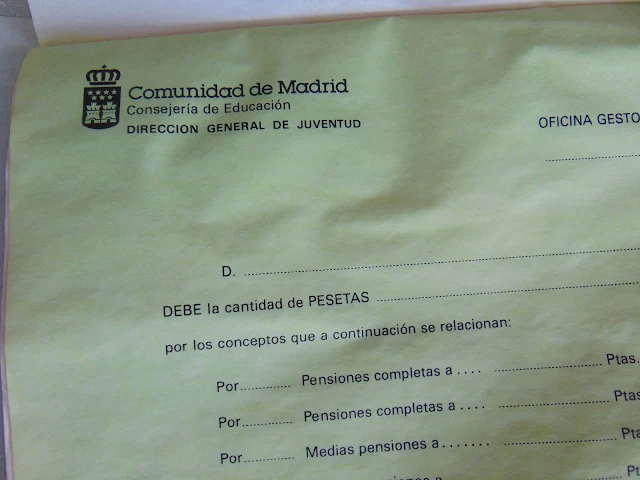 Comunidad de Madrid
Consejería de Educación
DIRECCION GENERAL DE JUVENTUD
OFICINA GESTO
D. ........................
DEBE la cantidad de PESETAS ........................
por los conceptos que a continuación se relacionan:
Por.............. Pensiones completas a .... ........................ Ptas.
Por.............. Pensiones completas a .... ........................ Ptas
Por.............. Medias pensiones a....... ........................ Pta
Pt